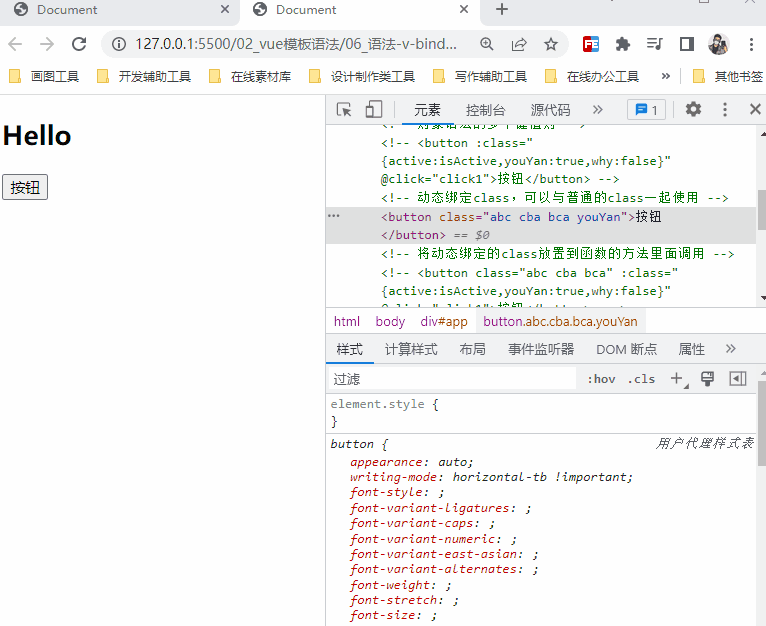 Document
Document
127.0.0.1:5500/02_vue模板语法/06_语法-v-bind...
画图工具
开发辅助工具
在线素材库
设计制作类工具
写作辅助工具
在线办公工具
»
其他书签
Hello
按钮
元素
控制台
源代码
»
1
<!-- 对象语法的多个键值对 -->
<!-- <button :class="
{active:isActive,youYan:true,why:false}"
@click="click1">按钮</button> -->
<!-- 动态绑定class，可以与普通的class一起使用 -->
<button class="abc cba bca youYan">按钮
</button> == $0
<!-- 将动态绑定的class放置到函数的方法里面调用 -->
<!-- <button class="abc cba bca" :class="
{active:isActive,youYan:true,why:false}"
@click="click1">按钮</button> -->
html body div#app button.abc.cba.bca.youYan
样式
计算样式
布局
事件监听器
DOM 断点
属性
»
过滤
:hov .cls
element.style {
}
button {
用户代理样式表
appearance: auto;
writing-mode: horizontal-tb !important;
font-style: ;
font-variant-ligatures: ;
font-variant-caps: ;
font-variant-numeric: ;
font-variant-east-asian: ;
font-variant-alternates: ;
font-weight: ;
font-stretch: ;
font-size: ;